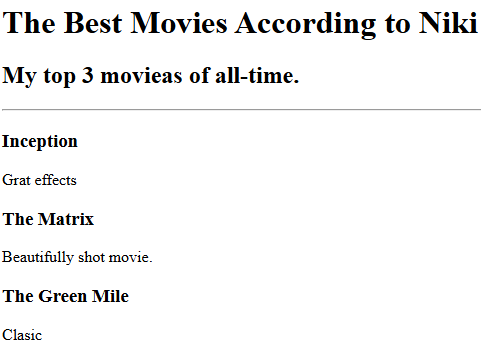 The Best Movies According to Niki
My top 3 movieas of all-time.
Inception
Grat effects
The Matrix
Beautifully shot movie.
The Green Mile
Clasic